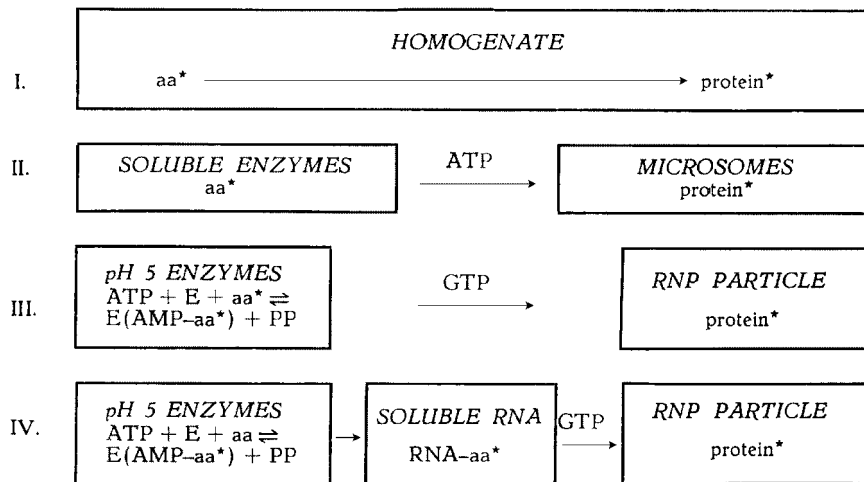 HOMOGENATE
I. aa* protein*
II. SOLUBLE ENZYMES
aa*
ATP
MICROSOMES
protein*
III. pH 5 ENZYMES
ATP + E + aa* ⇌
E(AMP–aa*) + PP
GTP
RNP PARTICLE
protein*
IV. pH 5 ENZYMES
ATP + E + aa ⇌
E(AMP–aa*) + PP
SOLUBLE RNA
RNA–aa*
GTP
RNP PARTICLE
protein*